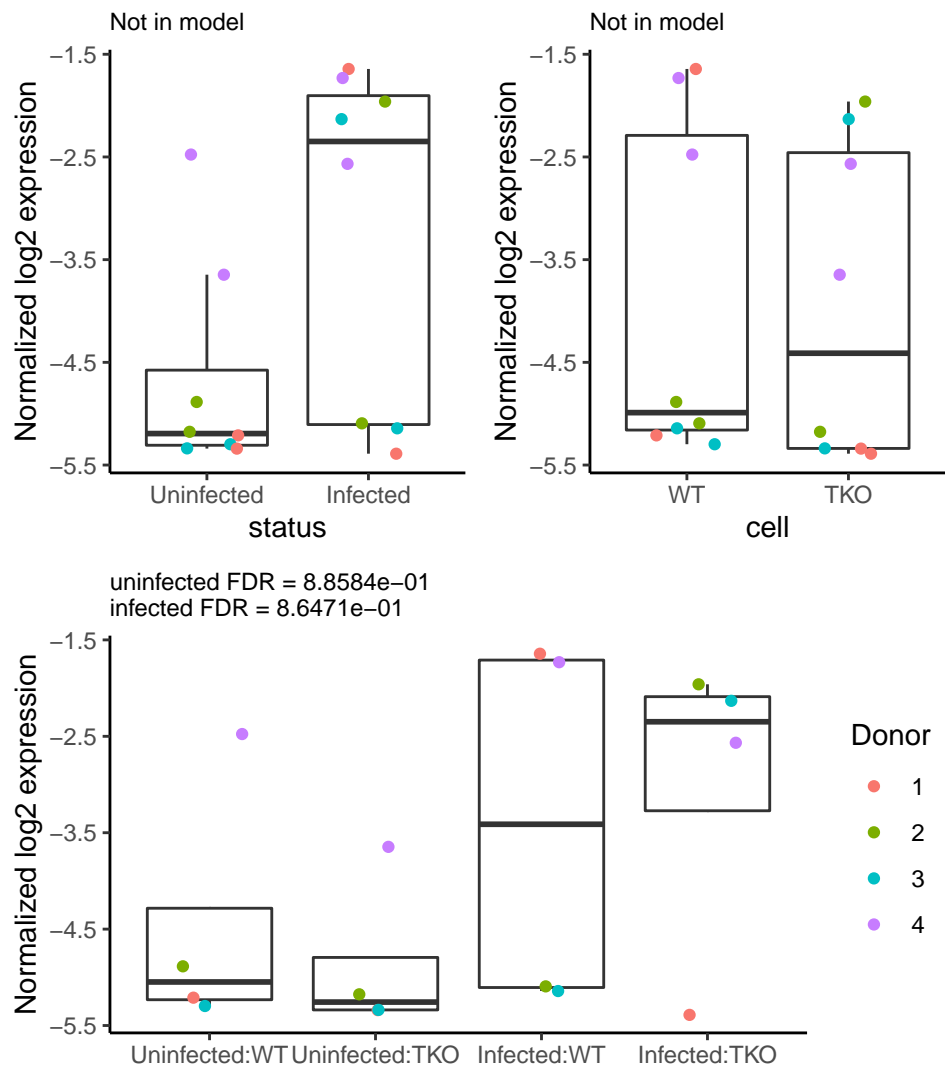 Not in model
Normalized log2 expression
−1.5
−2.5
−3.5
−4.5
−5.5
Uninfected
Infected
status
Not in model
Normalized log2 expression
−1.5
−2.5
−3.5
−4.5
−5.5
WT
TKO
cell
uninfected FDR = 8.8584e−01
infected FDR = 8.6471e−01
Normalized log2 expression
−1.5
−2.5
−3.5
−4.5
−5.5
Uninfected:WT
Uninfected:TKO
Infected:WT
Infected:TKO
Donor
1
2
3
4